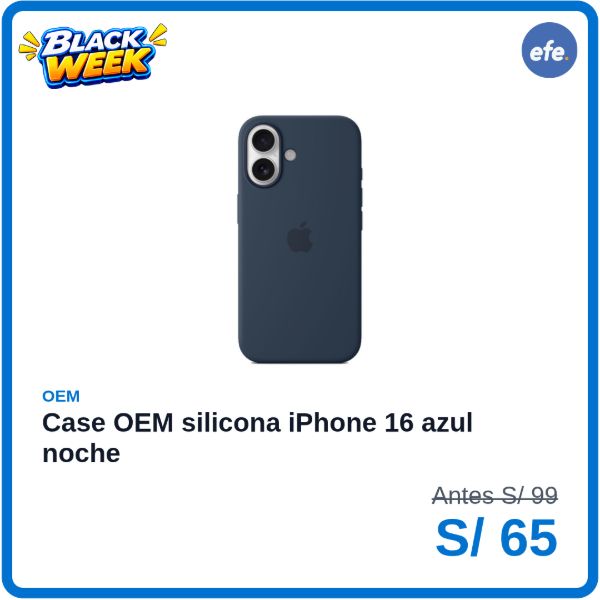 BLACK
WEEK
efe.
OEM
Case OEM silicona iPhone 16 azul
noche
Antes S/ 99
S/ 65